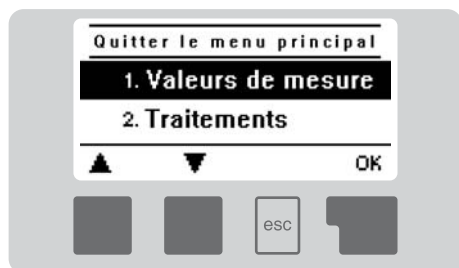 Quitter le menu principal
1. Valeurs de mesure
2. Traitements
▲ ▼ OK
esc